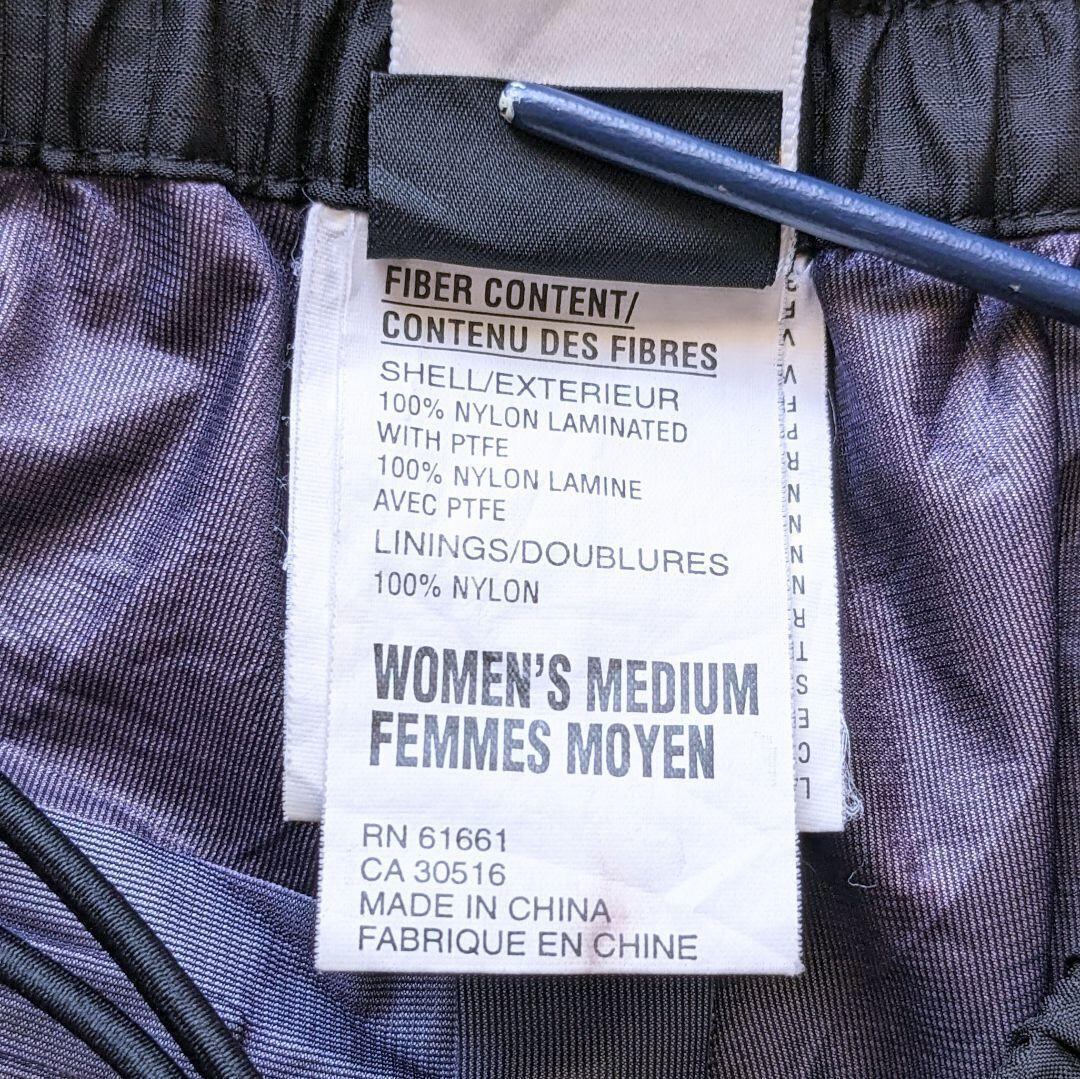 FIBER CONTENT/
CONTENU DES FIBRES
SHELL/EXTERIEUR
100% NYLON LAMINATED
WITH PTFE
100% NYLON LAMINE
AVEC PTFE
LININGS/DOUBLURES
100% NYLON
WOMEN'S MEDIUM
FEMMES MOYEN
RN 61661
CA 30516
MADE IN CHINA
FABRIQUE EN CHINE